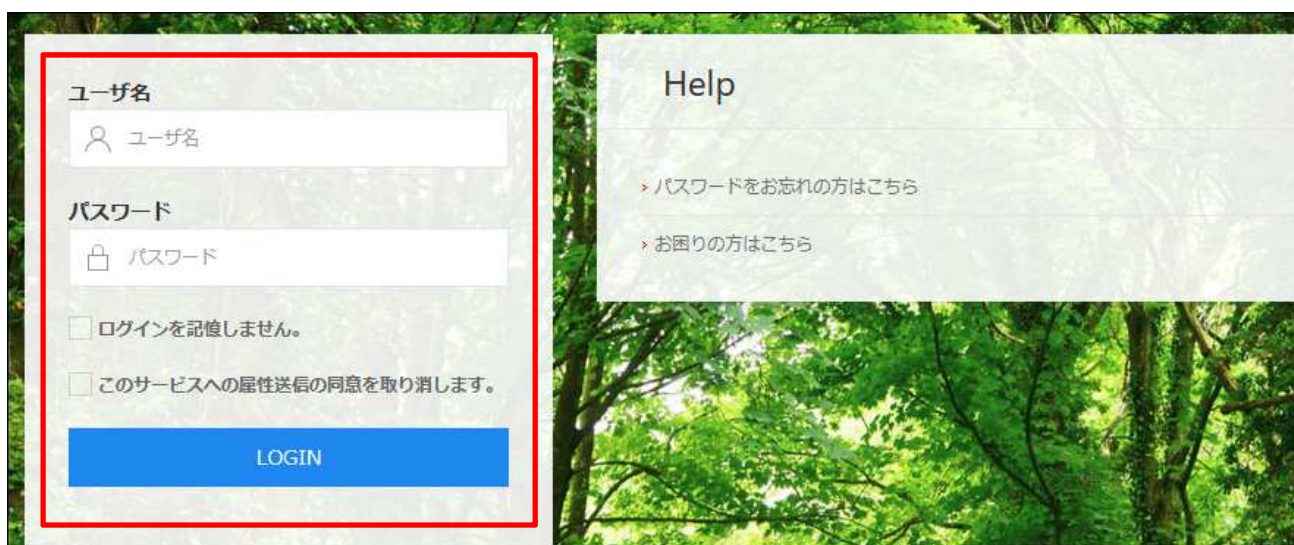 ユーザ名
ユーザ名
パスワード
パスワード
ログインを記憶しません。
このサービスへの属性送信の同意を取り消します。
LOGIN
Help
› パスワードをお忘れの方はこちら
› お困りの方はこちら